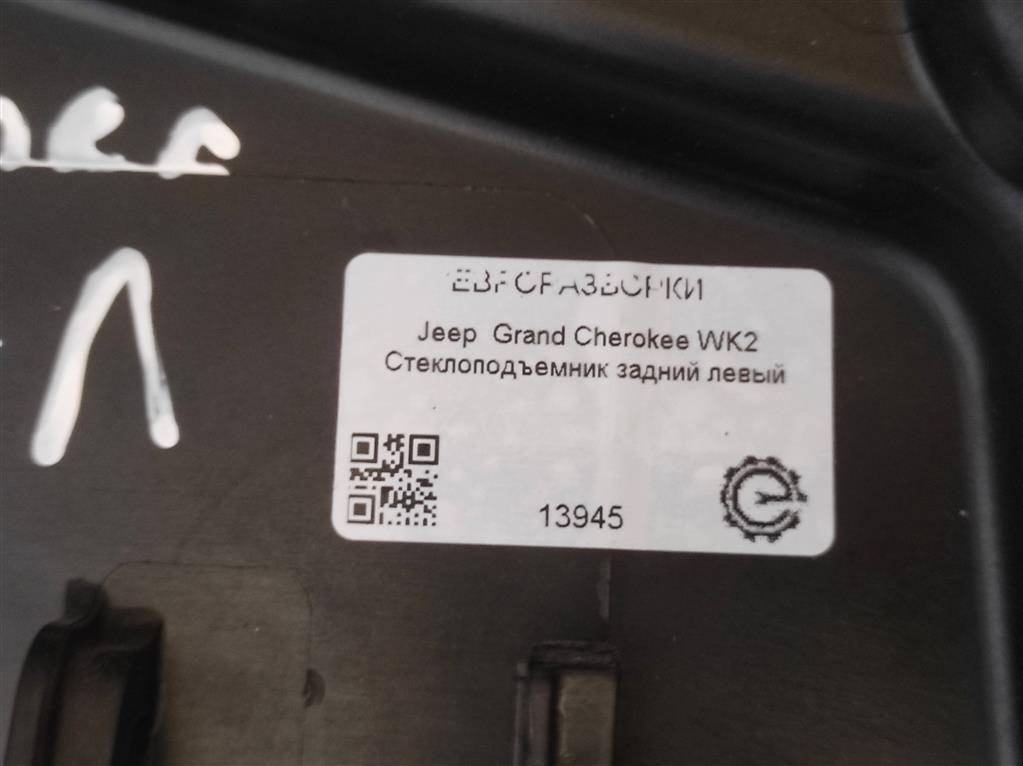 Л
ЕВРОРАЗБОРКИ
Jeep Grand Cherokee WK2
Стеклоподъемник задний левый
13945